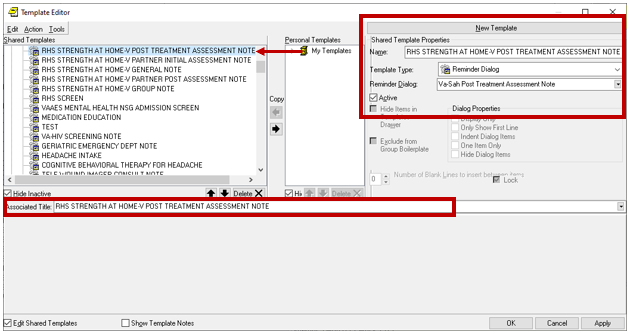 Template Editor
Edit Action Tools
New Template
Shared Templates
Personal Templates
Shared Template Properties
RHS STRENGTH AT HOME-V POST TREATMENT ASSESSMENT NOTE
RHS STRENGTH AT HOME-V PARTNER INITIAL ASSESSMENT NOTE
RHS STRENGTH AT HOME-V GENERAL NOTE
RHS STRENGTH AT HOME-V PARTNER POST ASSESSMENT NOTE
RHS STRENGTH AT HOME-V GROUP NOTE
RHS SCREEN
VAAES MENTAL HEALTH NSG ADMISSION SCREEN
MEDICATION EDUCATION
TEST
VA-HIV SCREENING NOTE
GERIATRIC EMERGENCY DEPT NOTE
HEADACHE INTAKE
COGNITIVE BEHAVIORAL THERAPY FOR HEADACHE
TELEWOUND IMAGER CONSULT NOTE
My Templates
Copy
Name: RHS STRENGTH AT HOME-V POST TREATMENT ASSESSMENT NOTE
Template Type: Reminder Dialog
Reminder Dialog: Va-Sah Post Treatment Assessment Note
Active
Hide Items in
Drawer
Exclude from
Group Boilerplate
Dialog Properties
Display Only
Only Show First Line
Indent Dialog Items
One Item Only
Hide Dialog Items
0 Number of Blank Lines to insert between items
Lock
Hide Inactive
Delete
Delete
Associated Title: RHS STRENGTH AT HOME-V POST TREATMENT ASSESSMENT NOTE
Edit Shared Templates
Show Template Notes
OK
Cancel
Apply